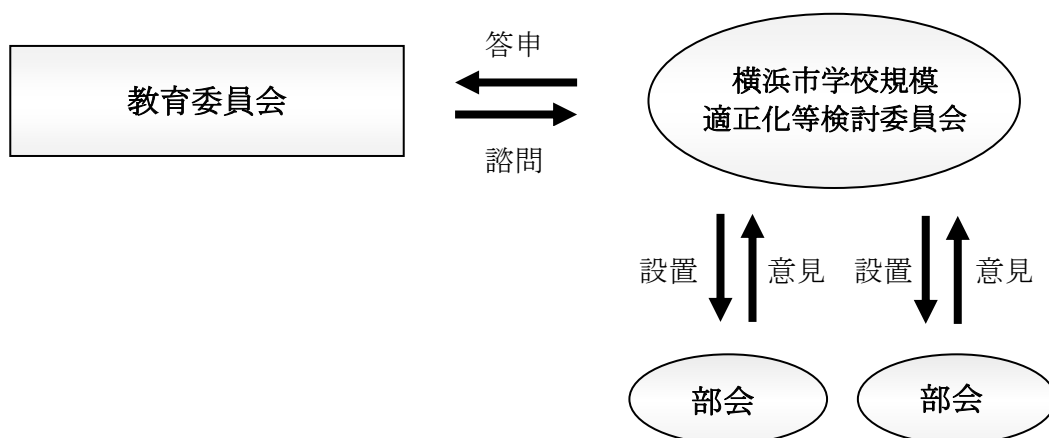 答申
教育委員会
諮問
横浜市学校規模
適正化等検討委員会
設置
意見
設置
意見
部会
部会